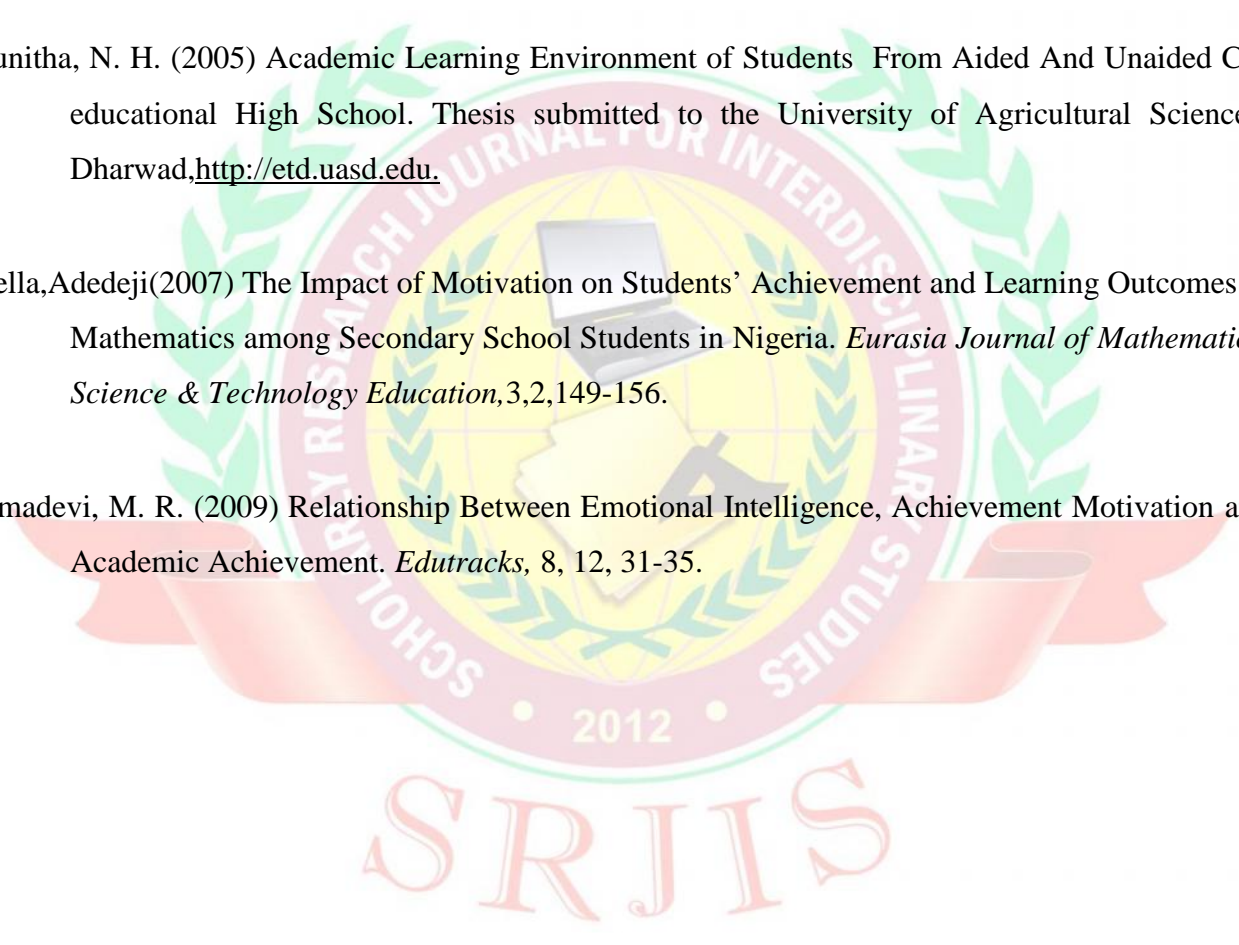 unitha, N. H. (2005) Academic Learning Environment of Students From Aided And Unaided C
educational High School. Thesis submitted to the University of Agricultural Science
Dharwad,http://etd.uasd.edu.
ella,Adedeji(2007) The Impact of Motivation on Students’ Achievement and Learning Outcomes
Mathematics among Secondary School Students in Nigeria. Eurasia Journal of Mathematic
Science & Technology Education,3,2,149-156.
madevi, M. R. (2009) Relationship Between Emotional Intelligence, Achievement Motivation a
Academic Achievement. Edutracks, 8, 12, 31-35.
SCHOLARLY RESEARCH JOURNAL FOR INTERDISCIPLINARY STUDIES
• 2012 •
SRJIS